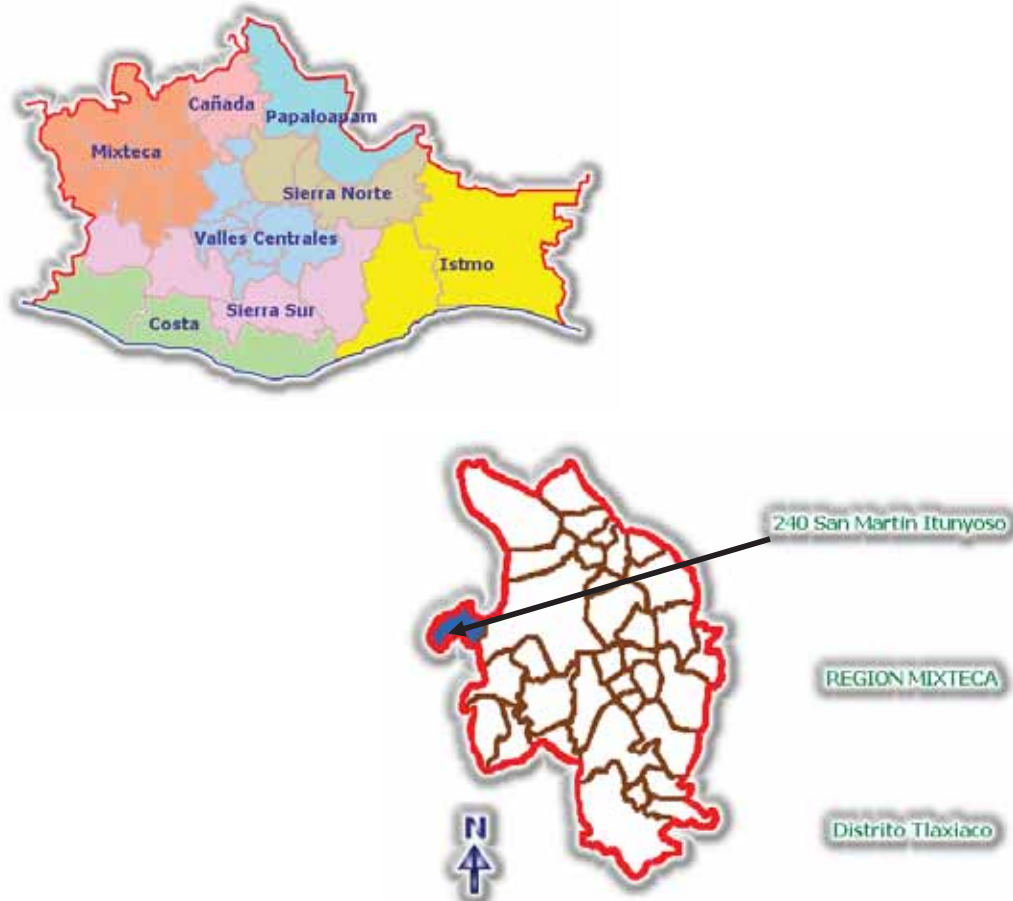 Cañada
Papaloapam
Mixteca
Sierra Norte
Valles Centrales
Istmo
Sierra Sur
Costa
240 San Martin Itunyoso
REGION MIXTECA
Distrito Tlaxiaco
N